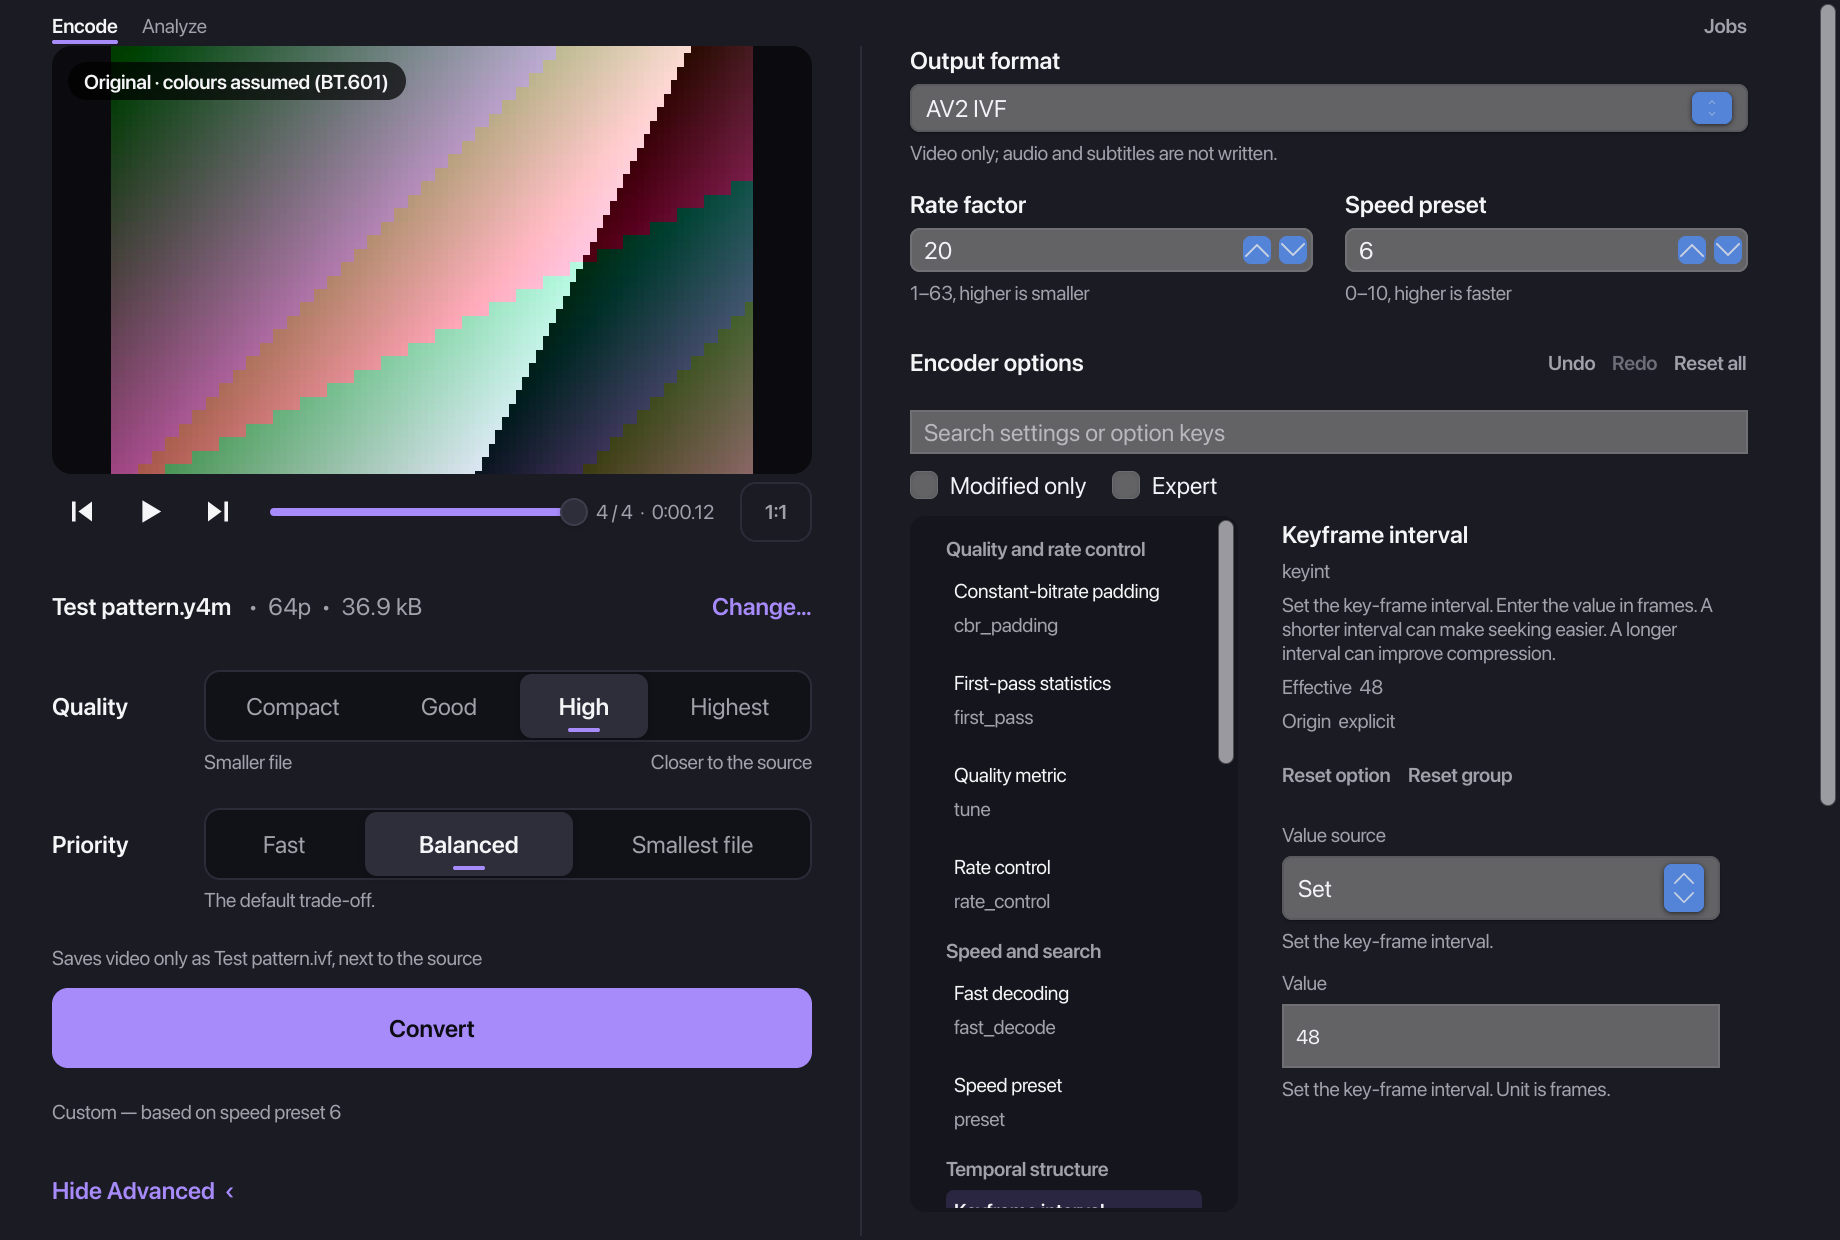 Encode
Analyze
Jobs
Original · colours assumed (BT.601)
4 / 4 · 0:00.12
1:1
Test pattern.y4m • 64p • 36.9 kB
Change...
Quality
Compact
Good
High
Highest
Smaller file
Closer to the source
Priority
Fast
Balanced
Smallest file
The default trade-off.
Saves video only as Test pattern.ivf, next to the source
Convert
Custom — based on speed preset 6
Hide Advanced ‹
Output format
AV2 IVF
Video only; audio and subtitles are not written.
Rate factor
20
1–63, higher is smaller
Speed preset
6
0–10, higher is faster
Encoder options
Undo
Redo
Reset all
Search settings or option keys
Modified only
Expert
Quality and rate control
Constant-bitrate padding
cbr_padding
First-pass statistics
first_pass
Quality metric
tune
Rate control
rate_control
Speed and search
Fast decoding
fast_decode
Speed preset
preset
Temporal structure
Keyframe interval
Keyframe interval
keyint
Set the key-frame interval. Enter the value in frames. A
shorter interval can make seeking easier. A longer
interval can improve compression.
Effective 48
Origin explicit
Reset option
Reset group
Value source
Set
Set the key-frame interval.
Value
48
Set the key-frame interval. Unit is frames.